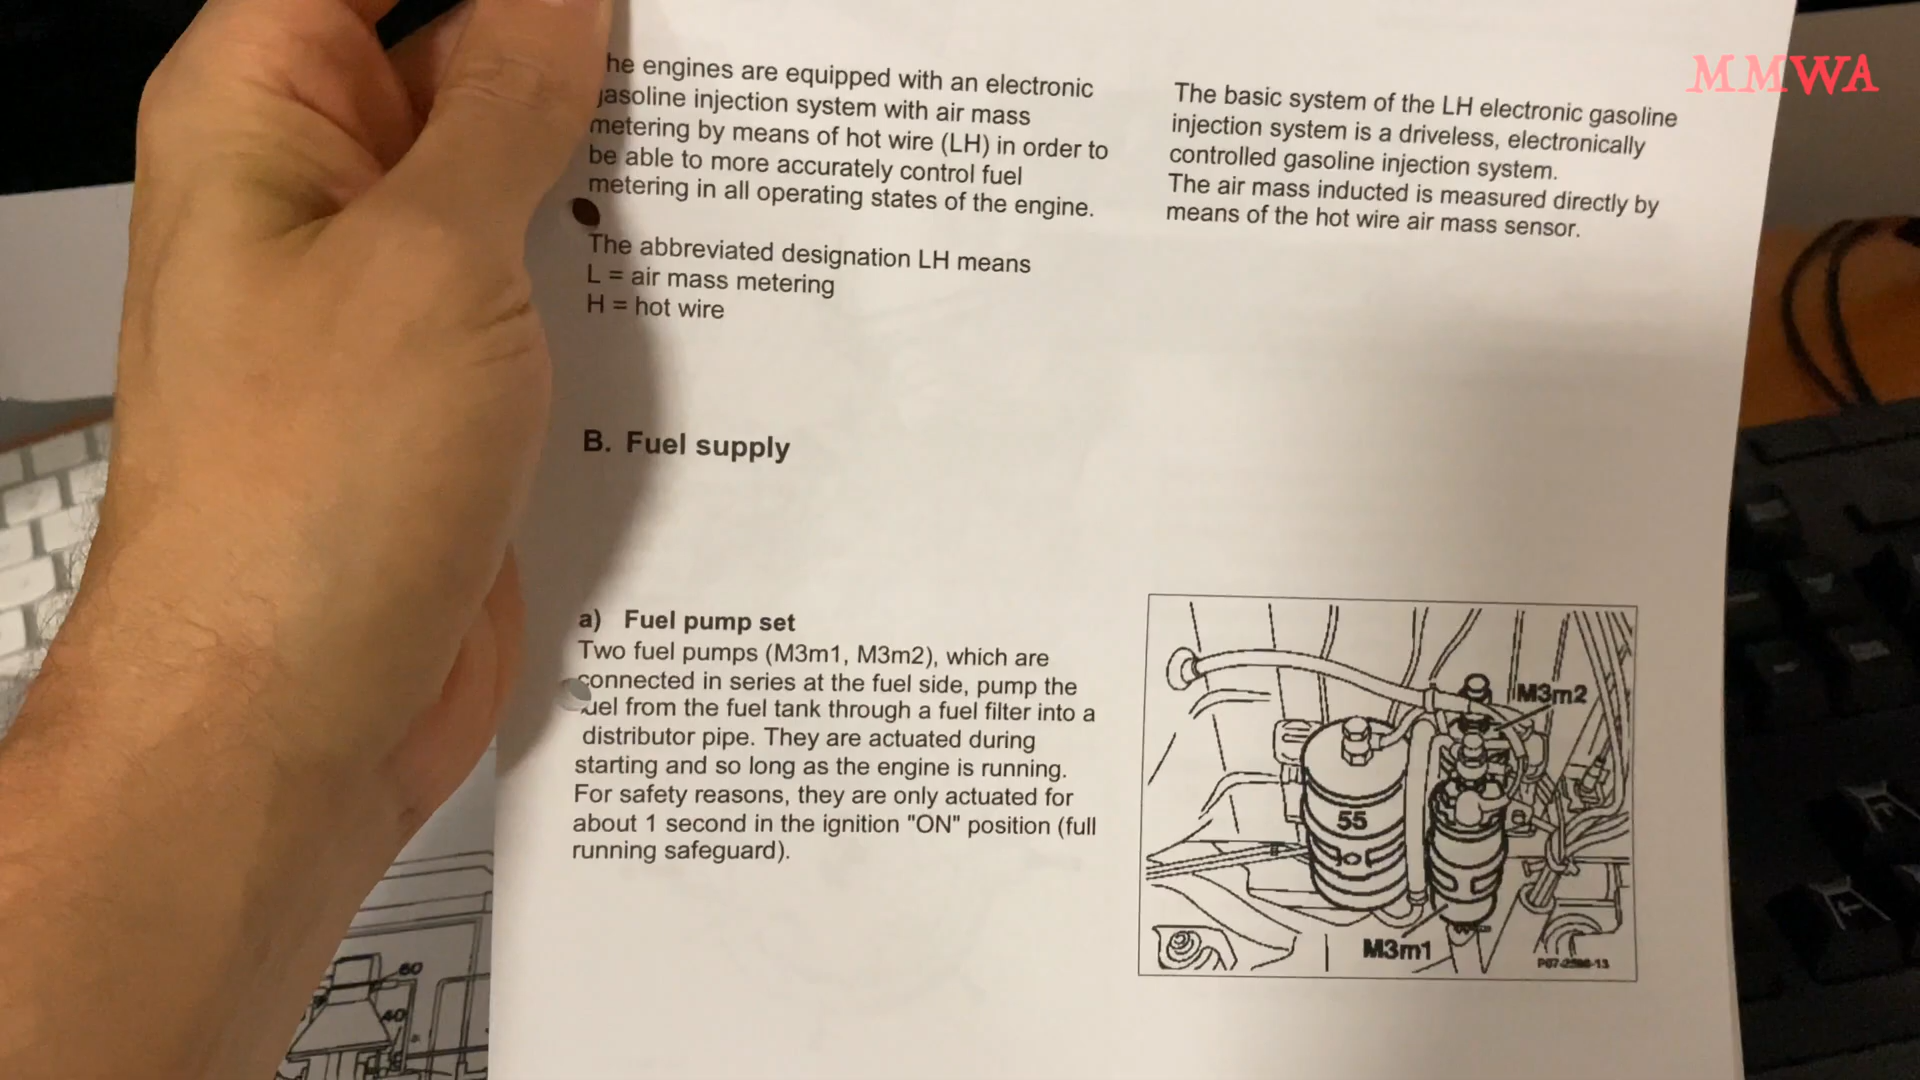 MMWA
he engines are equipped with an electronic
gasoline injection system with air mass
metering by means of hot wire (LH) in order to
be able to more accurately control fuel
metering in all operating states of the engine.
The abbreviated designation LH means
L = air mass metering
H = hot wire
The basic system of the LH electronic gasoline
injection system is a driveless, electronically
controlled gasoline injection system.
The air mass inducted is measured directly by
means of the hot wire air mass sensor.
B. Fuel supply
a) Fuel pump set
Two fuel pumps (M3m1, M3m2), which are
connected in series at the fuel side, pump the
uel from the fuel tank through a fuel filter into a
distributor pipe. They are actuated during
starting and so long as the engine is running.
For safety reasons, they are only actuated for
about 1 second in the ignition "ON" position (full
running safeguard).
M3m2
55
M3m1
60
40